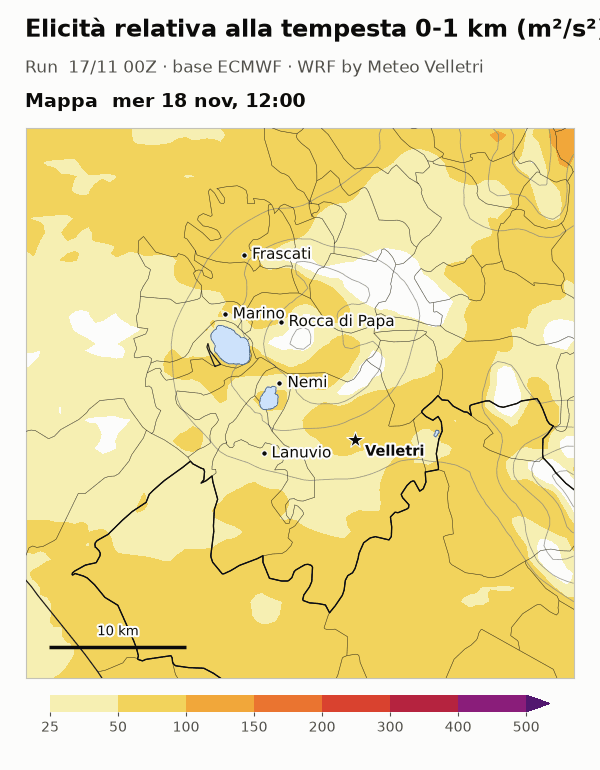 Elicità relativa alla tempesta 0-1 km (m²/s²)
Run  17/11 00Z · base ECMWF · WRF by Meteo Velletri
Mappa  mer 18 nov, 12:00
Frascati
Marino
Rocca di Papa
Nemi
Velletri
Lanuvio
10 km
25 50 100 150 200 300 400 500